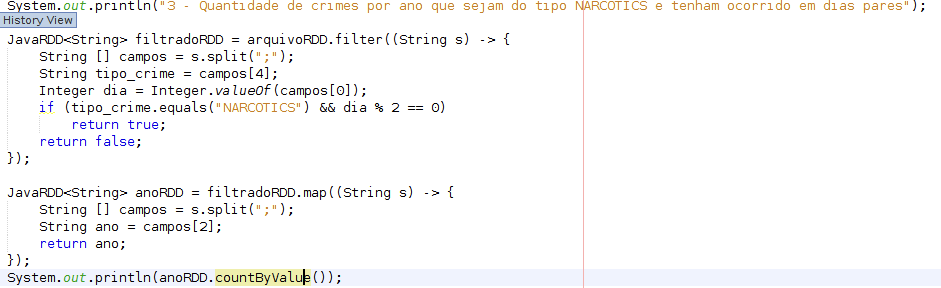 System.out.println("3 - Quantidade de crimes por ano que sejam do tipo NARCOTICS e tenham ocorrido em dias pares");
History View
JavaRDD<String> filtradoRDD = arquivoRDD.filter((String s) -> {
    String [] campos = s.split(";");
    String tipo_crime = campos[4];
    Integer dia = Integer.valueOf(campos[0]);
    if (tipo_crime.equals("NARCOTICS") && dia % 2 == 0)
        return true;
    return false;
});
JavaRDD<String> anoRDD = filtradoRDD.map((String s) -> {
    String [] campos = s.split(";");
    String ano = campos[2];
    return ano;
});
System.out.println(anoRDD.countByValue());